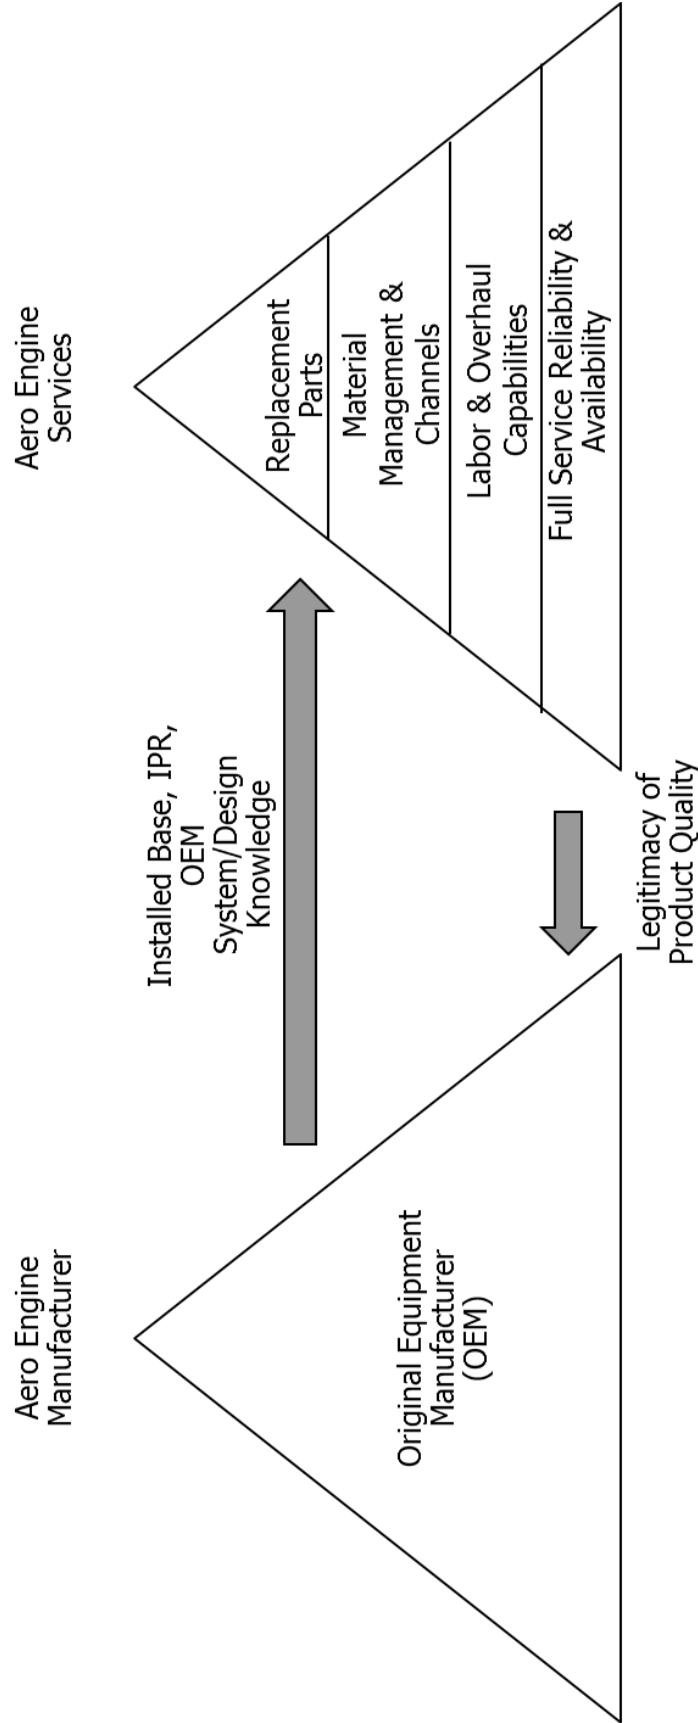 Aero Engine
Manufacturer
Aero Engine
Services
Installed Base, IPR,
OEM
System/Design
Knowledge
Original Equipment
Manufacturer
(OEM)
Replacement
Parts
Material
Management &
Channels
Labor & Overhaul
Capabilities
Full Service Reliability &
Availability
Legitimacy of
Product Quality